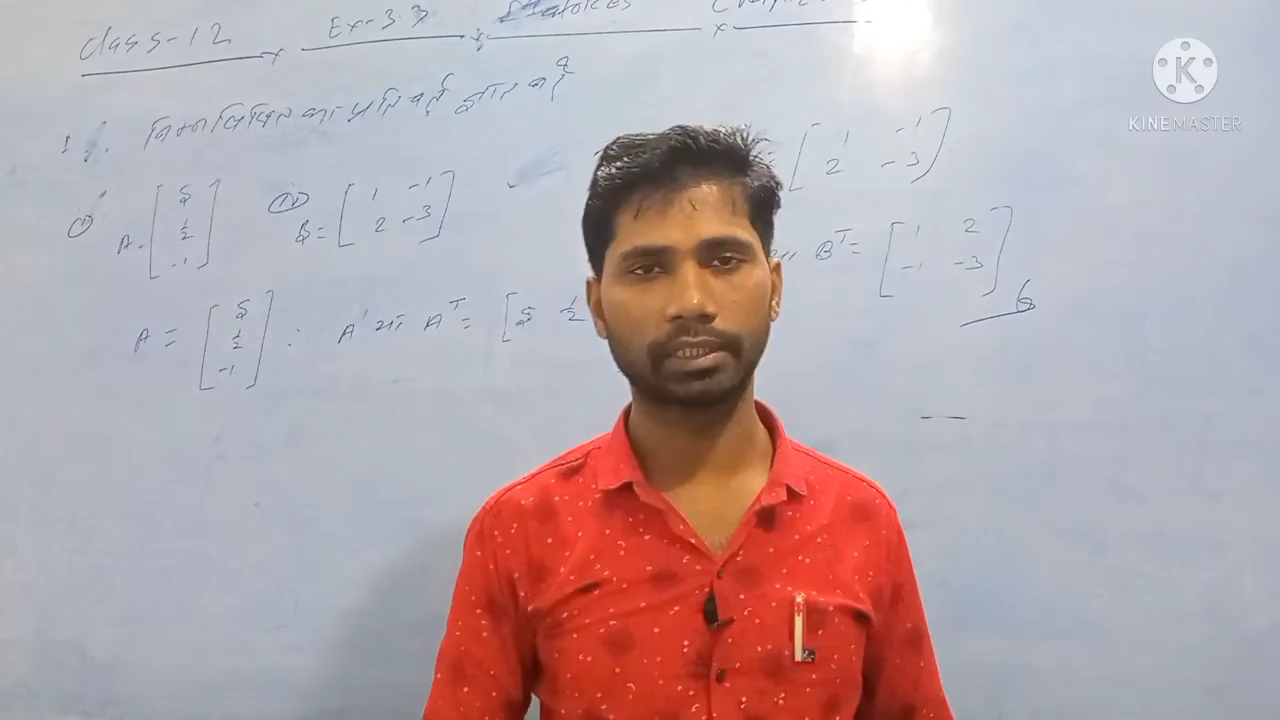 Class-12 × Ex-3.3 × Matrices ×
1. निम्नलिखित का परिवर्त ज्ञात करें
(i) A = [5 1/2 -1] (ii) B = [1 -1 2 -3]
= [1 -1 2 -3]
A = [5 1/2 -1] ∴ A' या A^T = [5 1/2
B^T = [1 2 -1 -3]
K
KINEMASTER